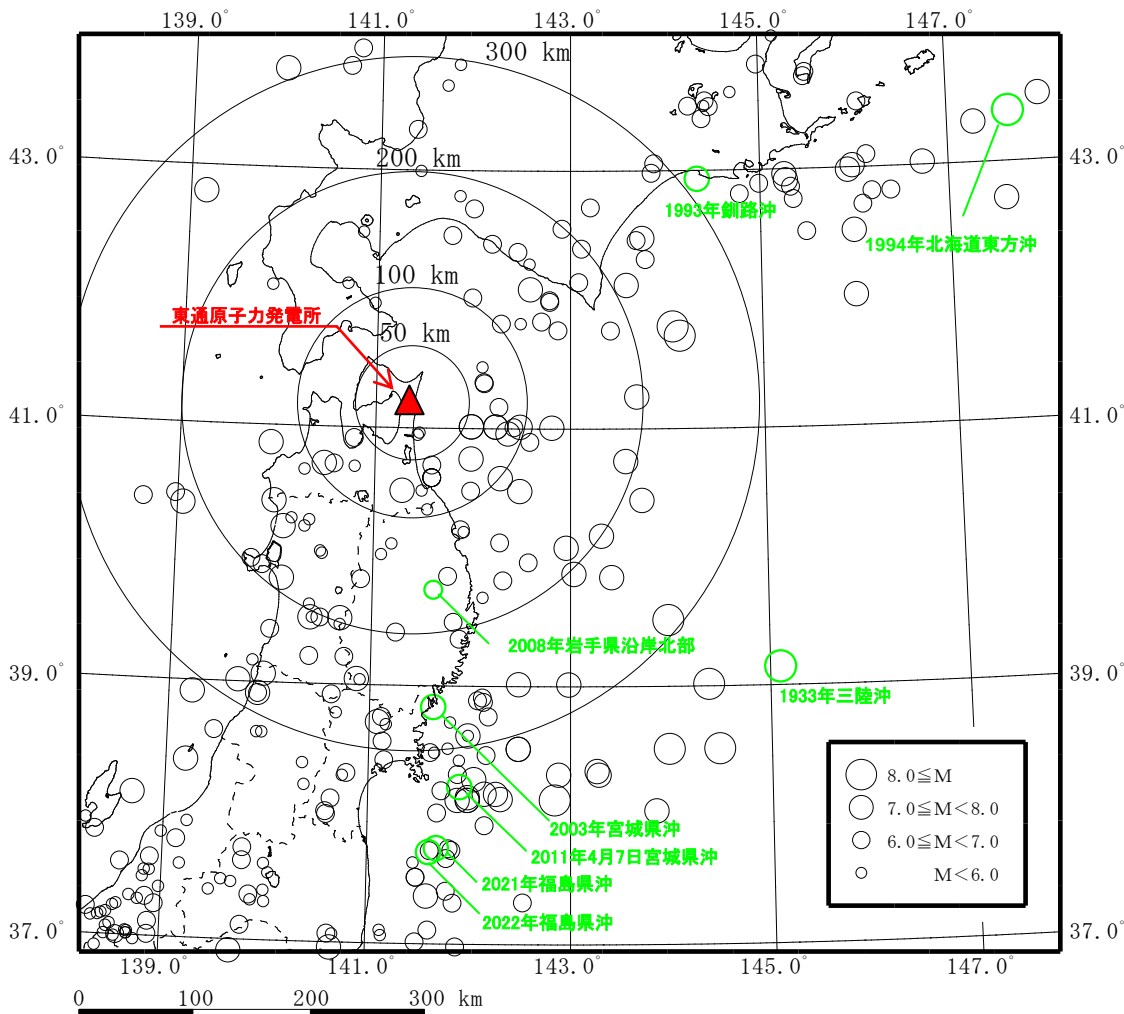 139.0° 141.0° 143.0° 145.0° 147.0°
300 km
200 km
43.0° 43.0°
1993年釧路沖
1994年北海道東方沖
100 km
東通原子力発電所
50 km
41.0° 41.0°
2008年岩手県沿岸北部
39.0° 39.0°
1933年三陸沖
8.0≦M
7.0≦M<8.0
6.0≦M<7.0
M<6.0
2003年宮城県沖
2011年4月7日宮城県沖
2021年福島県沖
2022年福島県沖
37.0° 37.0°
139.0° 141.0° 143.0° 145.0° 147.0°
0 100 200 300 km